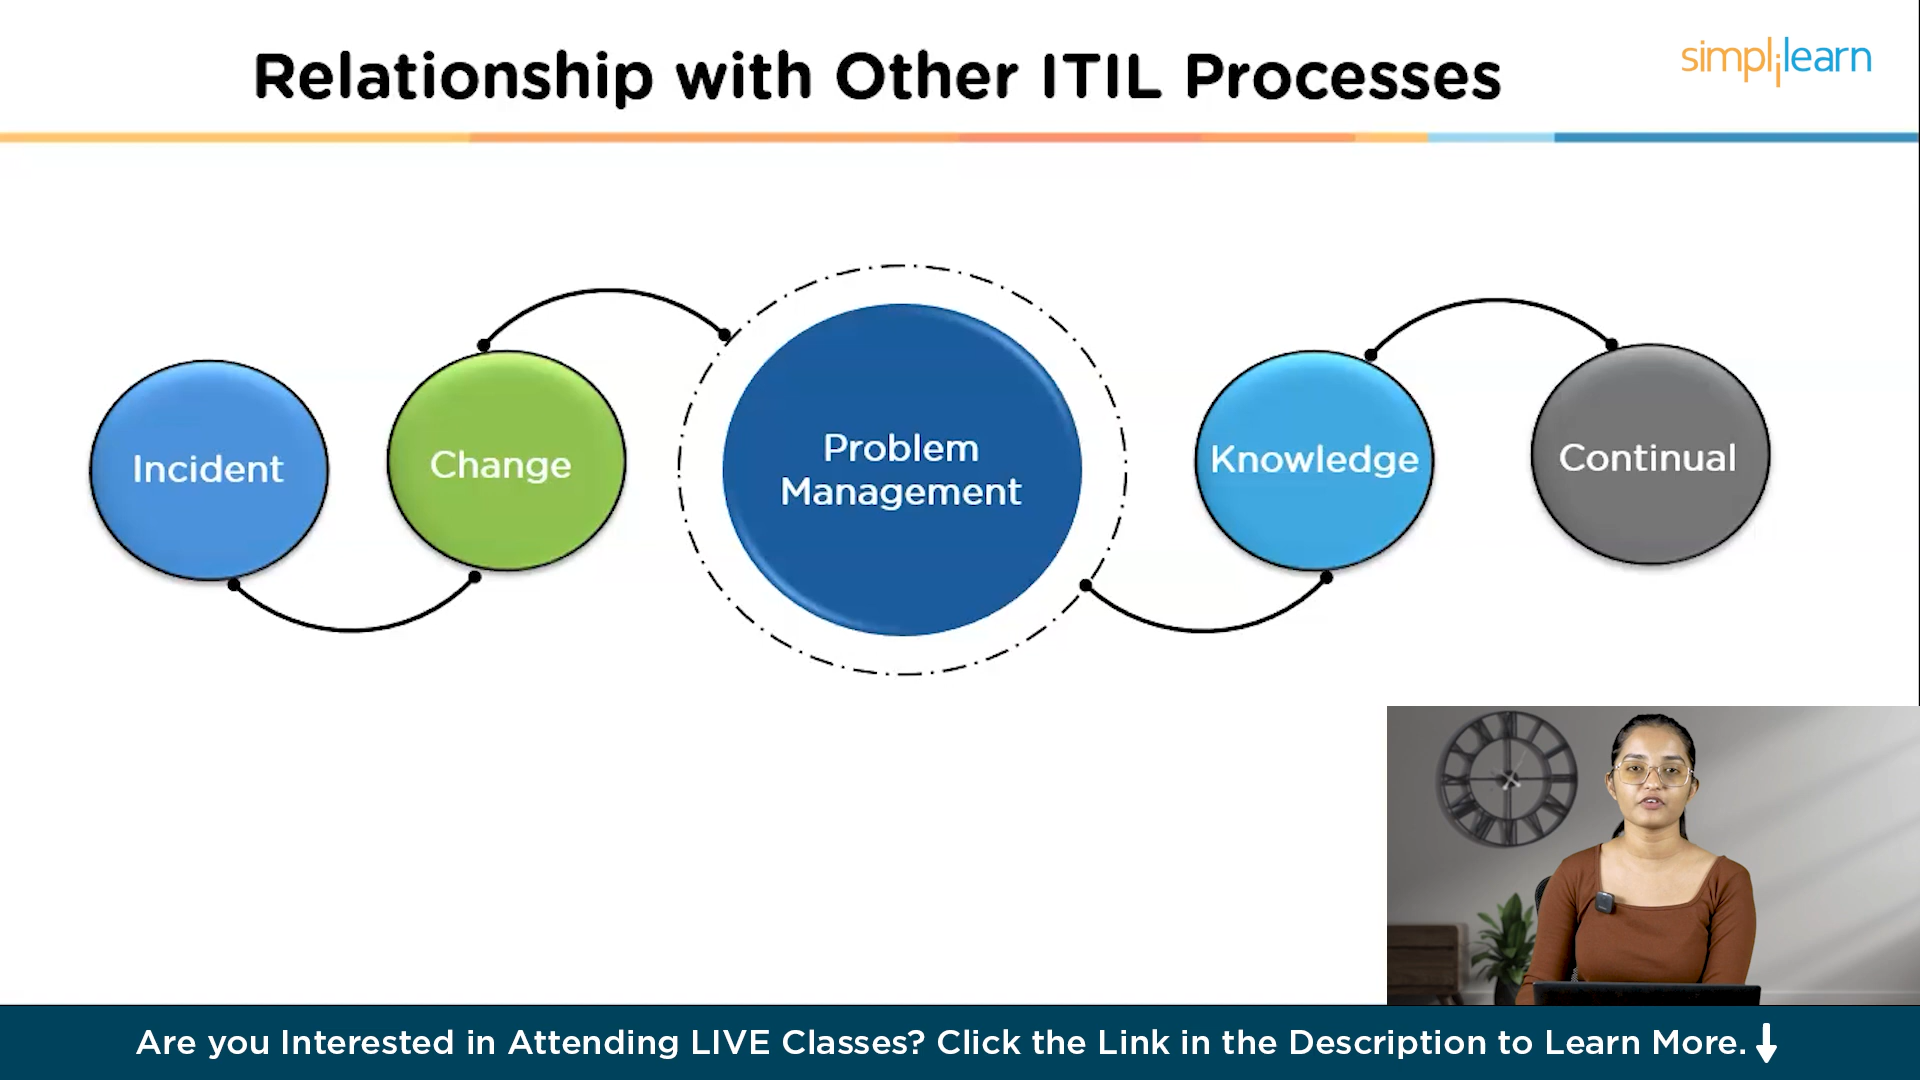 Relationship with Other ITIL Processes
simplilearn
Incident
Change
Problem
Management
Knowledge
Continual
Are you Interested in Attending LIVE Classes? Click the Link in the Description to Learn More.